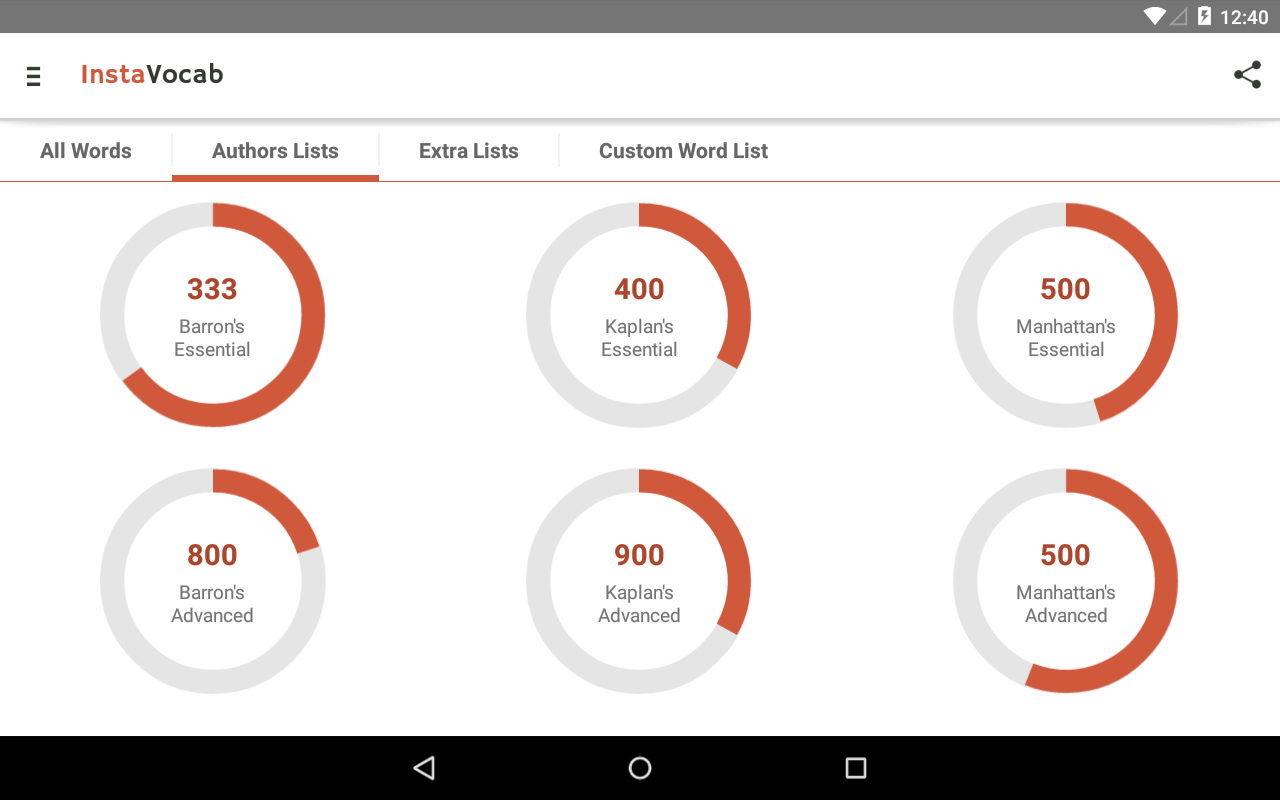 12:40
InstaVocab
All Words
Authors Lists
Extra Lists
Custom Word List
333
Barron's
Essential
400
Kaplan's
Essential
500
Manhattan's
Essential
800
Barron's
Advanced
900
Kaplan's
Advanced
500
Manhattan's
Advanced